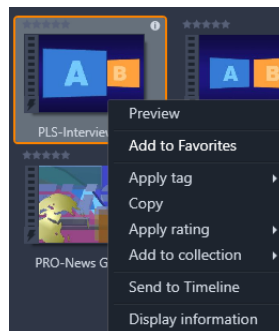 A B
A B
PLS-Interview
Preview
Add to Favorites
Apply tag
Copy
Apply rating
Add to collection
PRO-News G
Send to Timeline
Display information